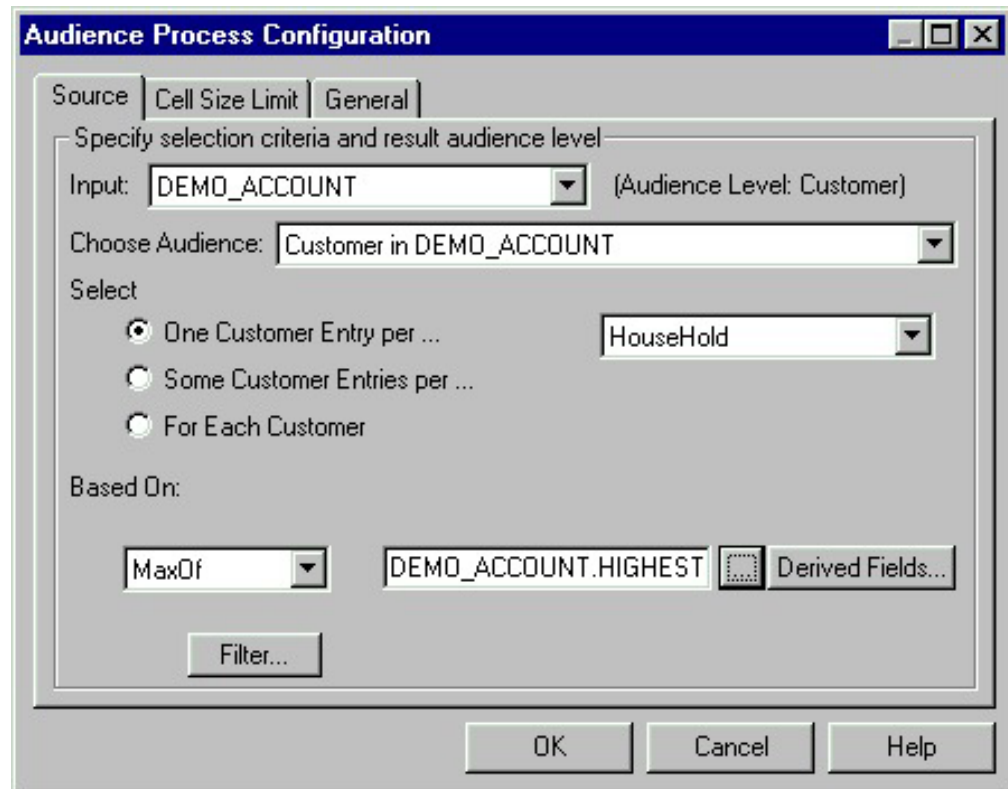 Audience Process Configuration
Source Cell Size Limit General
Specify selection criteria and result audience level
Input: DEMO_ACCOUNT (Audience Level: Customer)
Choose Audience: Customer in DEMO_ACCOUNT
Select
One Customer Entry per ... HouseHold
Some Customer Entries per ...
For Each Customer
Based On:
MaxOf DEMO_ACCOUNT.HIGHEST ... Derived Fields...
Filter...
OK Cancel Help